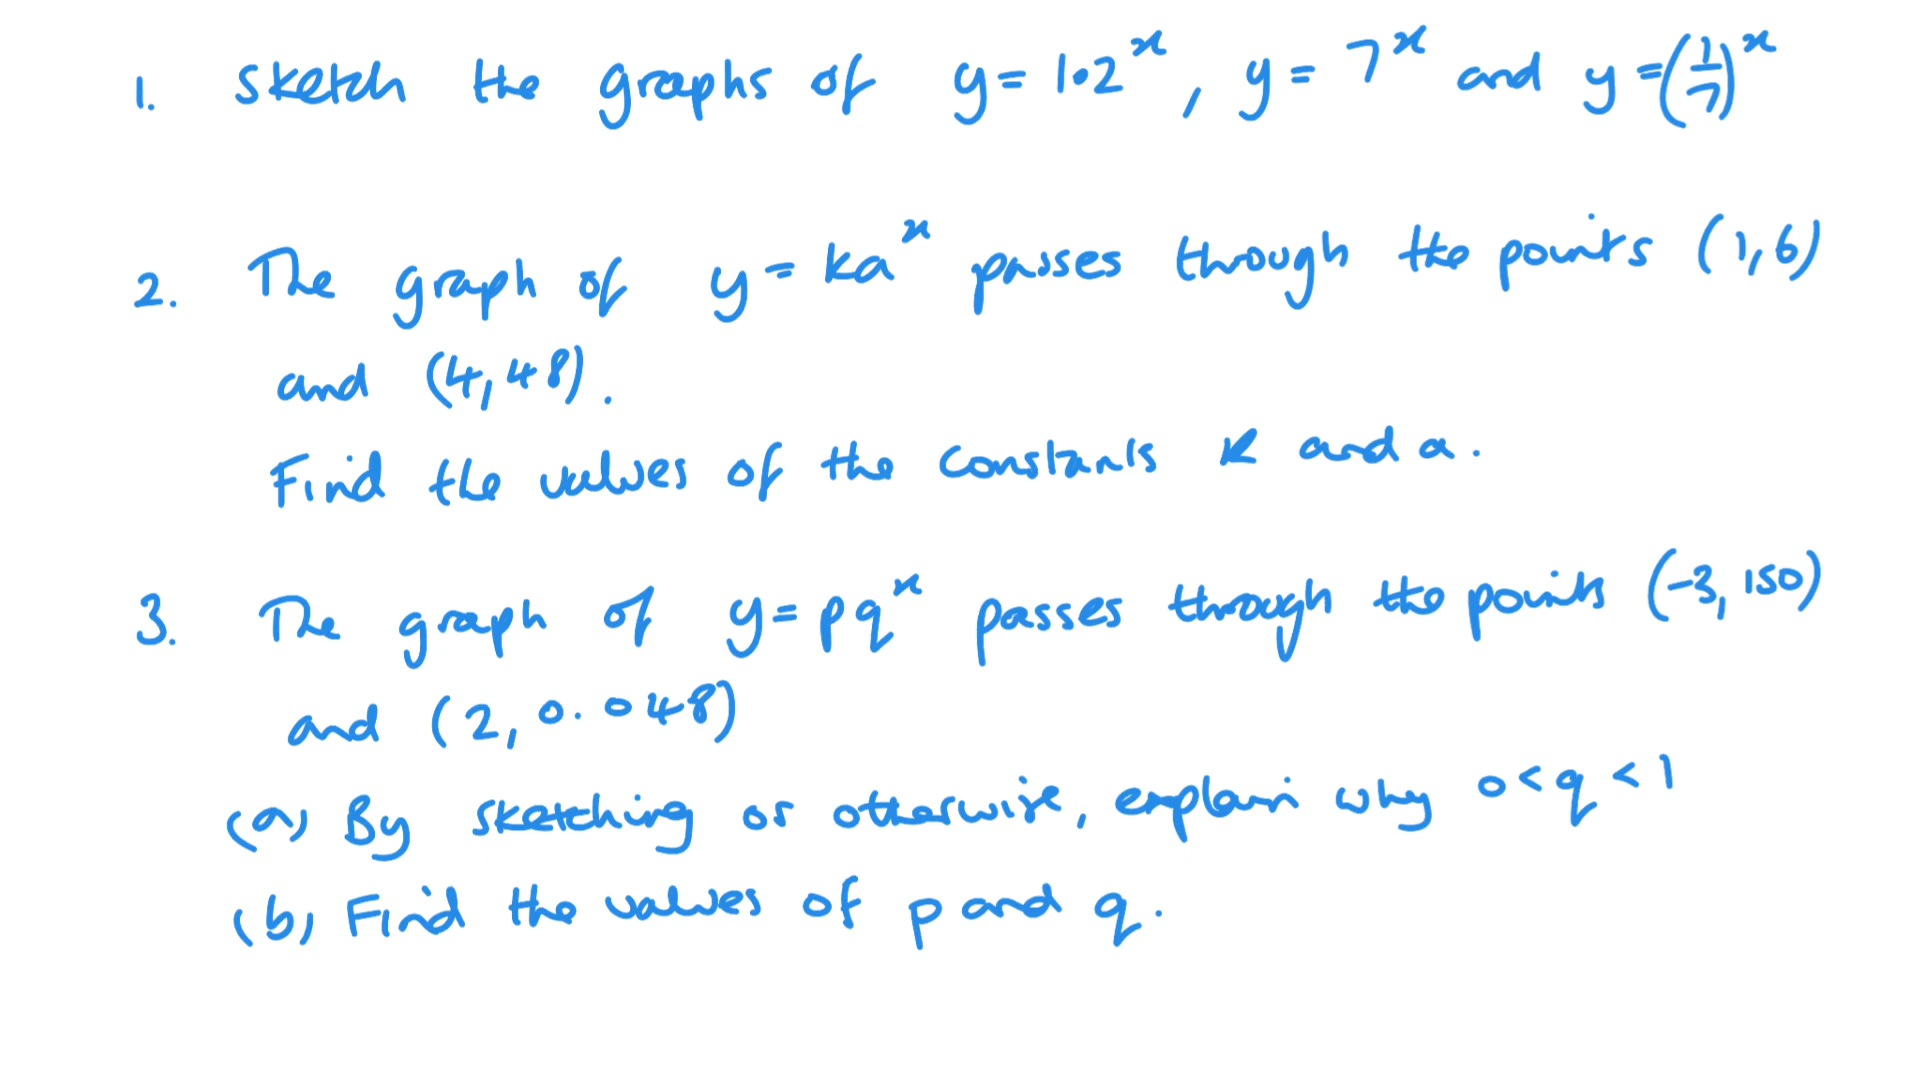 1. Sketch the graphs of y = 1·2^x, y = 7^x and y = (1/7)^x
2. The graph of y = ka^x passes through the points (1,6)
and (4,48).
Find the values of the constants k and a.
3. The graph of y = pq^x passes through the points (-3, 150)
and (2, 0.048)
(a) By sketching or otherwise, explain why 0 < q < 1
(b) Find the values of p and q.